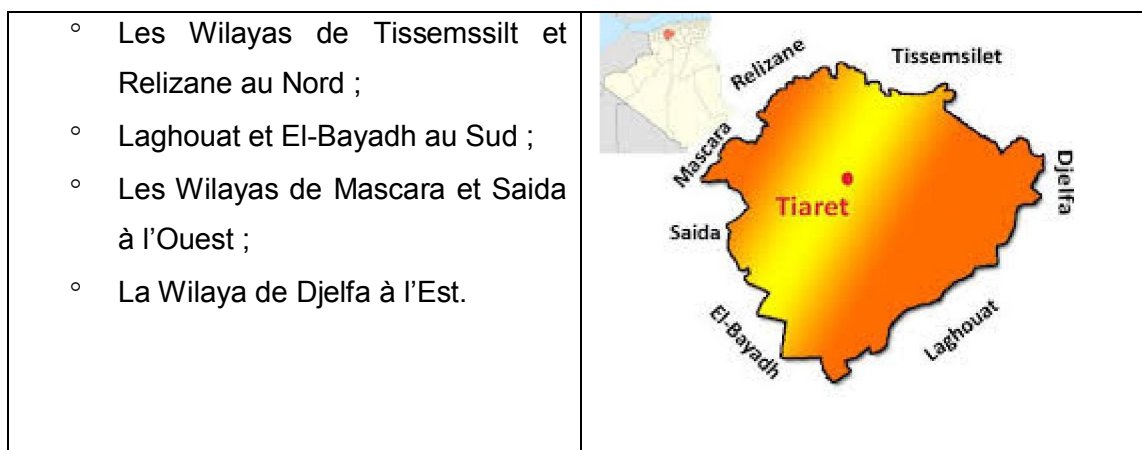 ° Les Wilayas de Tissemssilt et
Relizane au Nord ;
° Laghouat et El-Bayadh au Sud ;
° Les Wilayas de Mascara et Saida
à l’Ouest ;
° La Wilaya de Djelfa à l’Est.
Relizane
Tissemsilet
Mascara
Djelfa
Tiaret
Saida
El-Bayadh
Laghouat